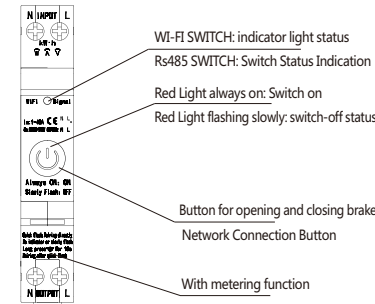 N INPUT L
kW·h
WIFI Signal
Always ON: ON
Slowly Flash: OFF
N OUTPUT L
WI-FI SWITCH: indicator light status
Rs485 SWITCH: Switch Status Indication
Red Light always on: Switch on
Red Light flashing slowly: switch-off status
Button for opening and closing brake
Network Connection Button
With metering function